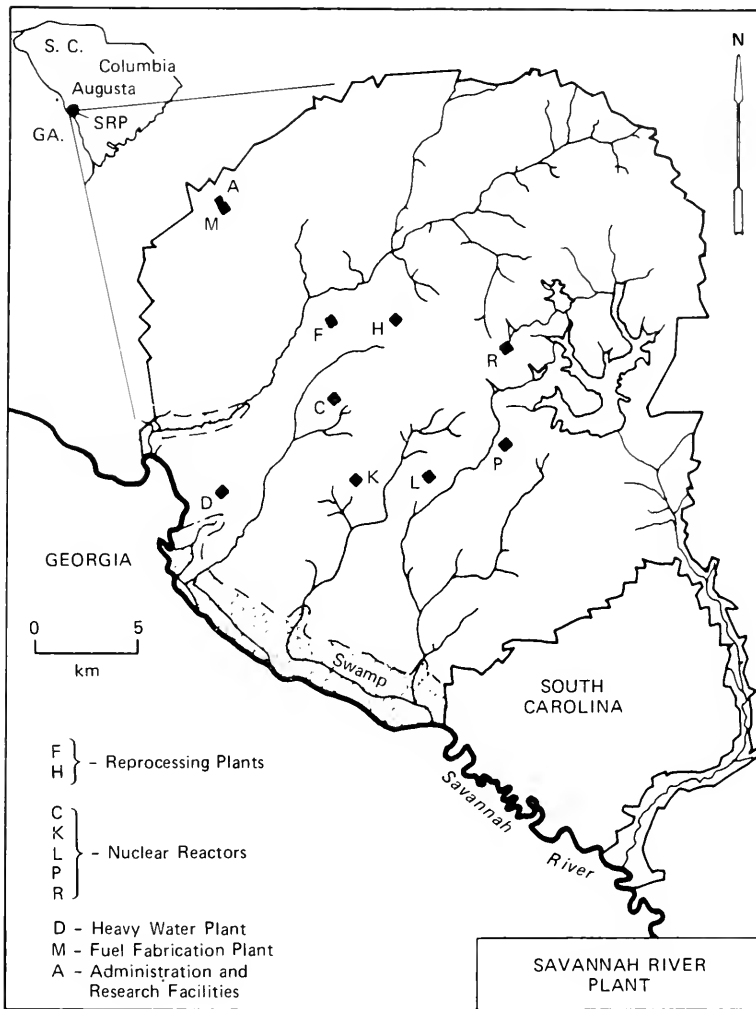 S. C.
Columbia
Augusta
SRP
GA.
N
A
M
F
H
R
C
P
K
L
D
GEORGIA
0 5
km
Swamp
SOUTH
CAROLINA
Savannah
River
F
H
– Reprocessing Plants
C
K
L
P
R
– Nuclear Reactors
D – Heavy Water Plant
M – Fuel Fabrication Plant
A – Administration and
Research Facilities
SAVANNAH RIVER
PLANT